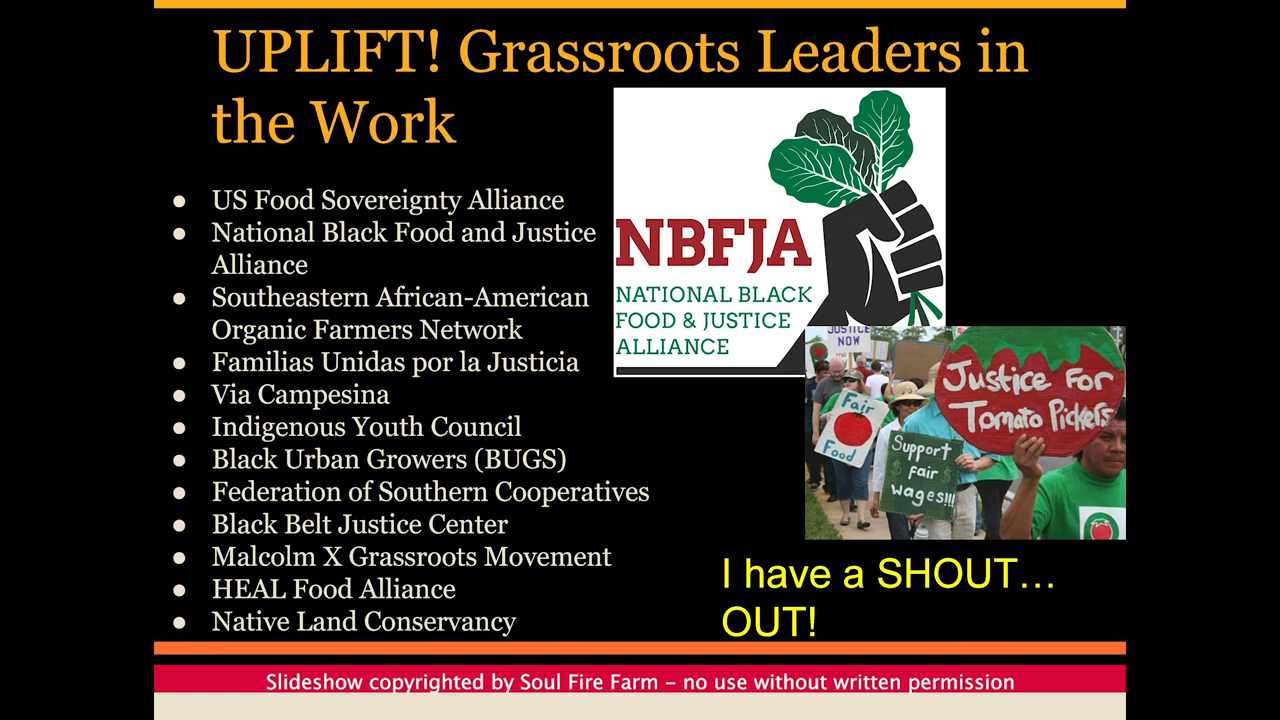 UPLIFT! Grassroots Leaders in
the Work
● US Food Sovereignty Alliance
● National Black Food and Justice
Alliance
● Southeastern African-American
Organic Farmers Network
● Familias Unidas por la Justicia
● Via Campesina
● Indigenous Youth Council
● Black Urban Growers (BUGS)
● Federation of Southern Cooperatives
● Black Belt Justice Center
● Malcolm X Grassroots Movement
● HEAL Food Alliance
● Native Land Conservancy
NBFJA
NATIONAL BLACK
FOOD & JUSTICE
ALLIANCE
JUSTICE
NOW
Justice For
Tomato Pickers
Fair
Food
Support
$ fair $
wages!!!
I have a SHOUT...
OUT!
Slideshow copyrighted by Soul Fire Farm – no use without written permission